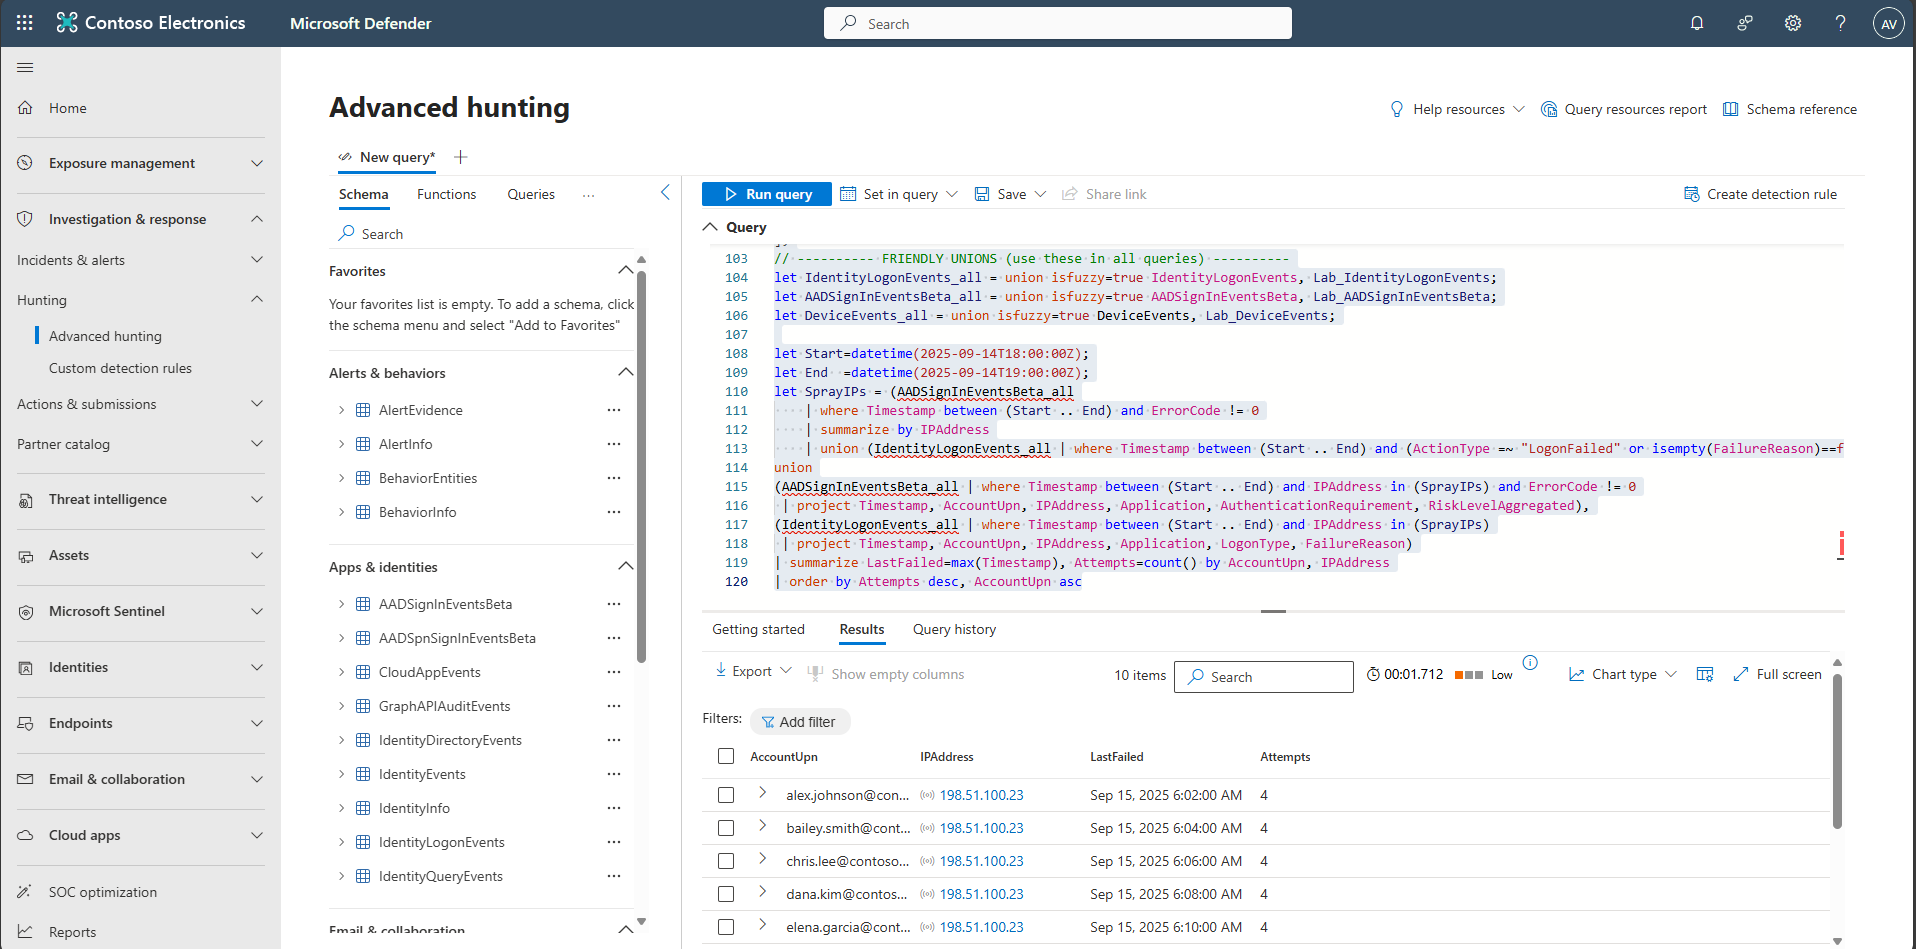 Contoso Electronics
Microsoft Defender
Search
AV
Home
Exposure management
Investigation & response
Incidents & alerts
Hunting
Advanced hunting
Custom detection rules
Actions & submissions
Partner catalog
Threat intelligence
Assets
Microsoft Sentinel
Identities
Endpoints
Email & collaboration
Cloud apps
SOC optimization
Reports
Advanced hunting
Help resources
Query resources report
Schema reference
New query*
Schema
Functions
Queries
Search
Favorites
Your favorites list is empty. To add a schema, click
the schema menu and select "Add to Favorites"
Alerts & behaviors
AlertEvidence
AlertInfo
BehaviorEntities
BehaviorInfo
Apps & identities
AADSignInEventsBeta
AADSpnSignInEventsBeta
CloudAppEvents
GraphAPIAuditEvents
IdentityDirectoryEvents
IdentityEvents
IdentityInfo
IdentityLogonEvents
IdentityQueryEvents
Email & collaboration
Run query
Set in query
Save
Share link
Create detection rule
Query
103 // ---------- FRIENDLY UNIONS (use these in all queries) ----------
104 let IdentityLogonEvents_all = union isfuzzy=true IdentityLogonEvents, Lab_IdentityLogonEvents;
105 let AADSignInEventsBeta_all = union isfuzzy=true AADSignInEventsBeta, Lab_AADSignInEventsBeta;
106 let DeviceEvents_all = union isfuzzy=true DeviceEvents, Lab_DeviceEvents;
107
108 let Start=datetime(2025-09-14T18:00:00Z);
109 let End  =datetime(2025-09-14T19:00:00Z);
110 let SprayIPs = (AADSignInEventsBeta_all
111     | where Timestamp between (Start .. End) and ErrorCode != 0
112     | summarize by IPAddress
113     | union (IdentityLogonEvents_all | where Timestamp between (Start .. End) and (ActionType =~ "LogonFailed" or isempty(FailureReason)==f
114 union
115 (AADSignInEventsBeta_all | where Timestamp between (Start .. End) and IPAddress in (SprayIPs) and ErrorCode != 0
116  | project Timestamp, AccountUpn, IPAddress, Application, AuthenticationRequirement, RiskLevelAggregated),
117 (IdentityLogonEvents_all | where Timestamp between (Start .. End) and IPAddress in (SprayIPs)
118  | project Timestamp, AccountUpn, IPAddress, Application, LogonType, FailureReason)
119 | summarize LastFailed=max(Timestamp), Attempts=count() by AccountUpn, IPAddress
120 | order by Attempts desc, AccountUpn asc
Getting started
Results
Query history
Export
Show empty columns
10 items
Search
00:01.712
Low
Chart type
Full screen
Filters:
Add filter
AccountUpn IPAddress LastFailed Attempts
alex.johnson@con... 198.51.100.23 Sep 15, 2025 6:02:00 AM 4
bailey.smith@cont... 198.51.100.23 Sep 15, 2025 6:04:00 AM 4
chris.lee@contoso... 198.51.100.23 Sep 15, 2025 6:06:00 AM 4
dana.kim@contos... 198.51.100.23 Sep 15, 2025 6:08:00 AM 4
elena.garcia@cont... 198.51.100.23 Sep 15, 2025 6:10:00 AM 4